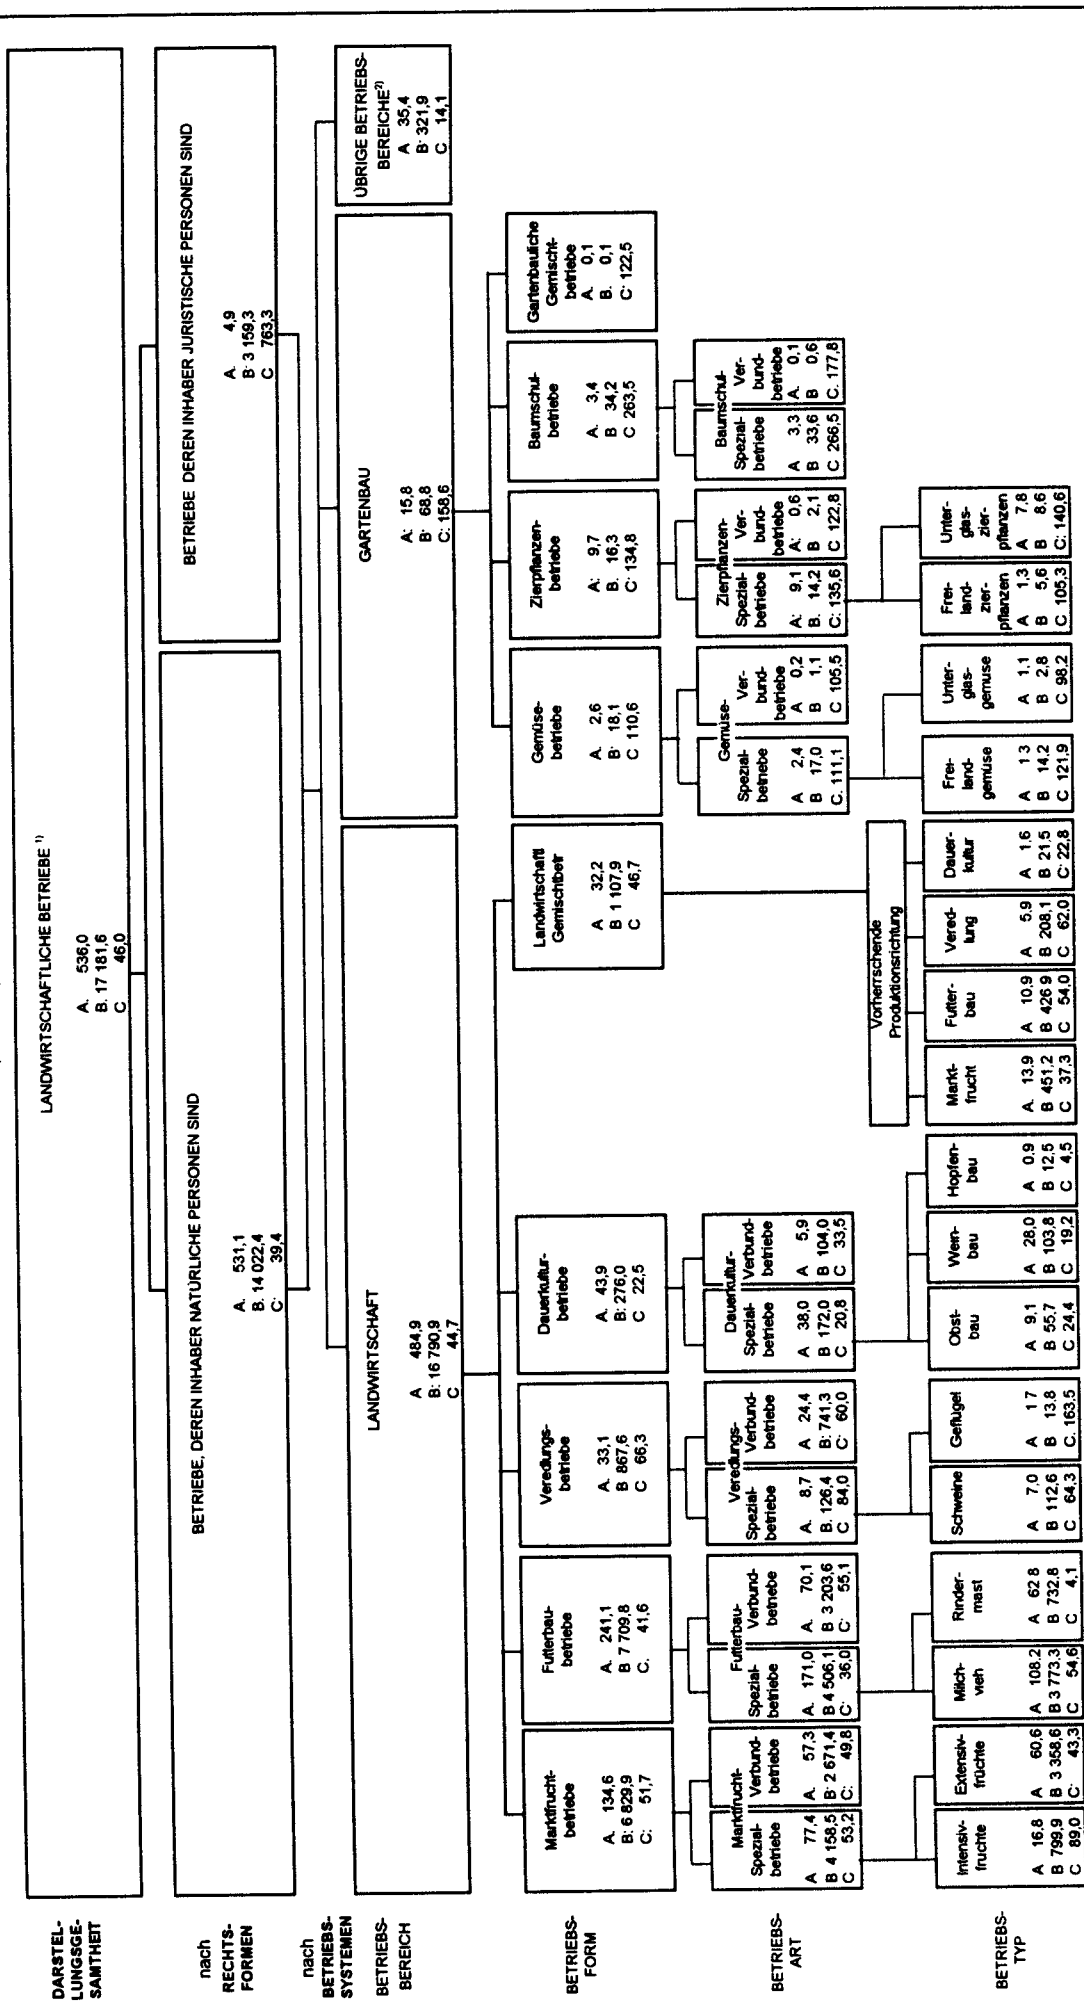 DARSTEL-
LUNGSGE-
SAMTHEIT
LANDWIRTSCHAFTLICHE BETRIEBE 1)
A. 536,0
B. 17 181,6
C 46,0
nach
RECHTS-
FORMEN
BETRIEBE, DEREN INHABER NATÜRLICHE PERSONEN SIND
A. 531,1
B. 14 022,4
C: 39,4
BETRIEBE DEREN INHABER JURISTISCHE PERSONEN SIND
A. 4,9
B· 3 159,3
C 763,3
nach
BETRIEBS-
SYSTEMEN
BETRIEBS-
BEREICH
LANDWIRTSCHAFT
A 484,9
B: 16 790,9
C 44,7
GARTENBAU
A: 15,8
B· 68,8
C: 158,6
ÜBRIGE BETRIEBS-
BEREICHE2)
A 35,4
B· 321,9
C 14,1
BETRIEBS-
FORM
Marktfrucht-
betriebe
A. 134,6
B: 6 829,9
C: 51,7
Futterbau-
betriebe
A. 241,1
B 7 709,8
C. 41,6
Veredlungs-
betriebe
A. 33,1
B 867,6
C 66,3
Dauerkultur-
betriebe
A. 43,9
B: 276,0
C 22,5
Landwirtschaftl
Gemischtbetr
A 32,2
B 1 107,9
C 46,7
Gemüse-
betriebe
A. 2,6
B· 18,1
C 110,6
Zierpflanzen-
betriebe
A: 9,7
B. 16,3
C· 134,8
Baumschul-
betriebe
A. 3,4
B 34,2
C 263,5
Gartenbauliche
Gemischt-
betriebe
A. 0,1
B. 0,1
C· 122,5
BETRIEBS-
ART
Marktfrucht-
Spezial-
betriebe
A 77,4
B 4 158,5
C 53,2
Verbund-
betriebe
A. 57,3
B· 2 671,4
C: 49,8
Futterbau-
Spezial-
betriebe
A. 171,0
B 4 506,1
C· 36,0
Verbund-
betriebe
A. 70,1
B 3 203,6
C· 55,1
Veredlungs-
Spezial-
betriebe
A. 8,7
B. 126,4
C 84,0
Verbund-
betriebe
A 24,4
B: 741,3
C· 60,0
Dauerkultur-
Spezial-
betriebe
A 38,0
B 172,0
C 20,8
Verbund-
betriebe
A 5,9
B 104,0
C 33,5
Gemüse-
Spezial-
betriebe
A 2,4
B 17,0
C. 111,1
Ver-
bund-
betriebe
A 0,2
B 1,1
C 105,5
Zierpflanzen-
Spezial-
betriebe
A: 9,1
B. 14,2
C: 135,6
Ver-
bund-
betriebe
A: 0,6
B 2,1
C 122,8
Baumschul-
Spezial-
betriebe
A 3,3
B 33,6
C 266,5
Ver-
bund-
betriebe
A. 0,1
B 0,6
C. 177,8
Vorherrschende
Produktionsrichtung
BETRIEBS-
TYP
Intensiv-
fruchte
A 16,8
B 799,9
C 89,0
Extensiv-
früchte
A 60,6
B 3 358,6
C· 43,3
Milch-
vieh
A 108,2
B 3 773,3
C 54,6
Rinder-
mast
A 62 8
B 732,8
C 4,1
Schweine
A 7,0
B 112,6
C 64,3
Geflügel
A 1 7
B 13,8
C. 163,5
Obst-
bau
A 9,1
B 55,7
C 24,4
Wein-
bau
A 28,0
B 103,8
C 19,2
Hopfen-
bau
A 0,9
B 12,5
C 4,5
Markt-
frucht
A. 13,9
B 451,2
C 37,3
Futter-
bau
A 10,9
B 426 9
C 54,0
Vered-
lung
A 5,9
B 208,1
C 62,0
Dauer-
kultur
A 1,6
B 21,5
C· 22,8
Frei-
land-
gemüse
A 1 3
B 14,2
C 121,9
Unter-
glas-
gemuse
A 1,1
B 2,8
C 98,2
Frei-
land-
zier-
pflanzen
A 1,3
B 5,6
C 105,3
Unter-
glas-
zier-
pflanzen
A 7,8
B 8,6
C: 140,6